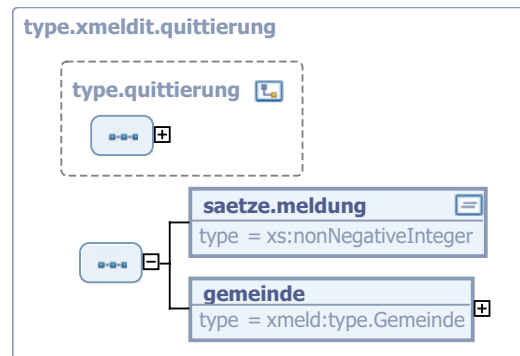 type.xmeldit.quittierung
type.quittierung
saetze.meldung
type = xs:nonNegativeInteger
gemeinde
type = xmeld:type.Gemeinde